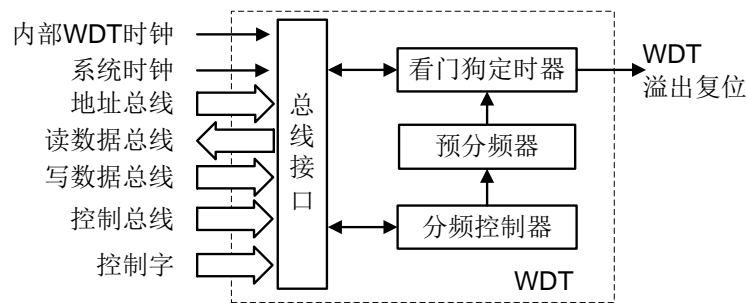 内部WDT时钟
系统时钟
地址总线
读数据总线
写数据总线
控制总线
控制字
总线接口
看门狗定时器
预分频器
分频控制器
WDT
溢出复位
WDT